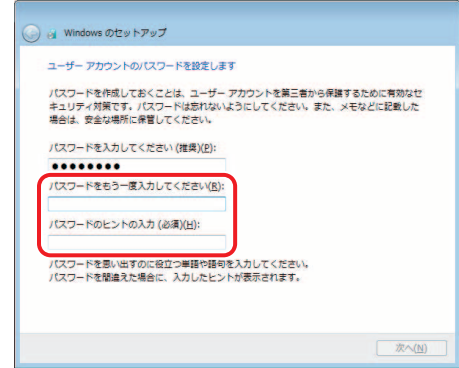 Windows のセットアップ
ユーザー アカウントのパスワードを設定します
パスワードを作成しておくことは、ユーザー アカウントを第三者から保護するために有効なセ
キュリティ対策です。パスワードは忘れないようにしてください。また、メモなどに記載した
場合は、安全な場所に保管してください。
パスワードを入力してください (推奨)(P):
●●●●●●●●
パスワードをもう一度入力してください(R):
パスワードのヒントの入力 (必須)(H):
パスワードを思い出すのに役立つ単語や語句を入力してください。
パスワードを間違えた場合に、入力したヒントが表示されます。
次へ(N)